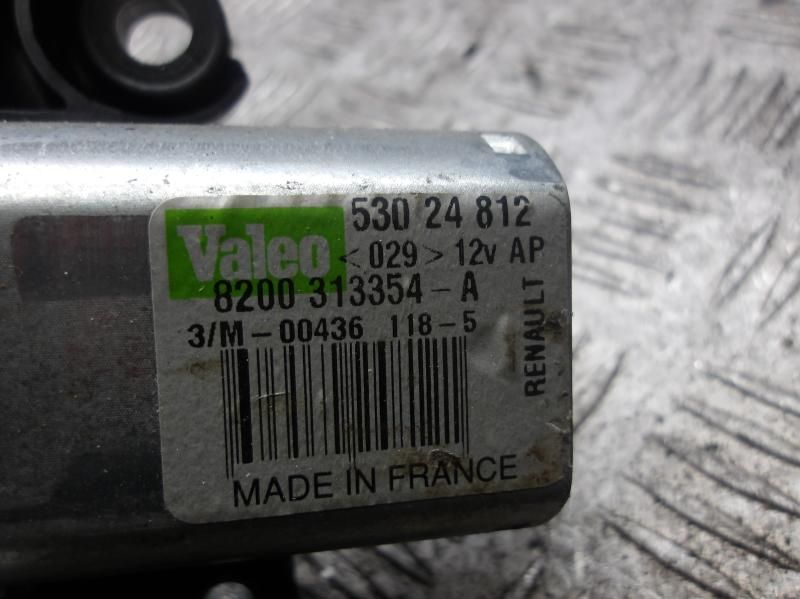 Valeo 530 24 812
<029> 12v AP
8200 313354-A
3/M-00436 118-5
RENAULT
MADE IN FRANCE